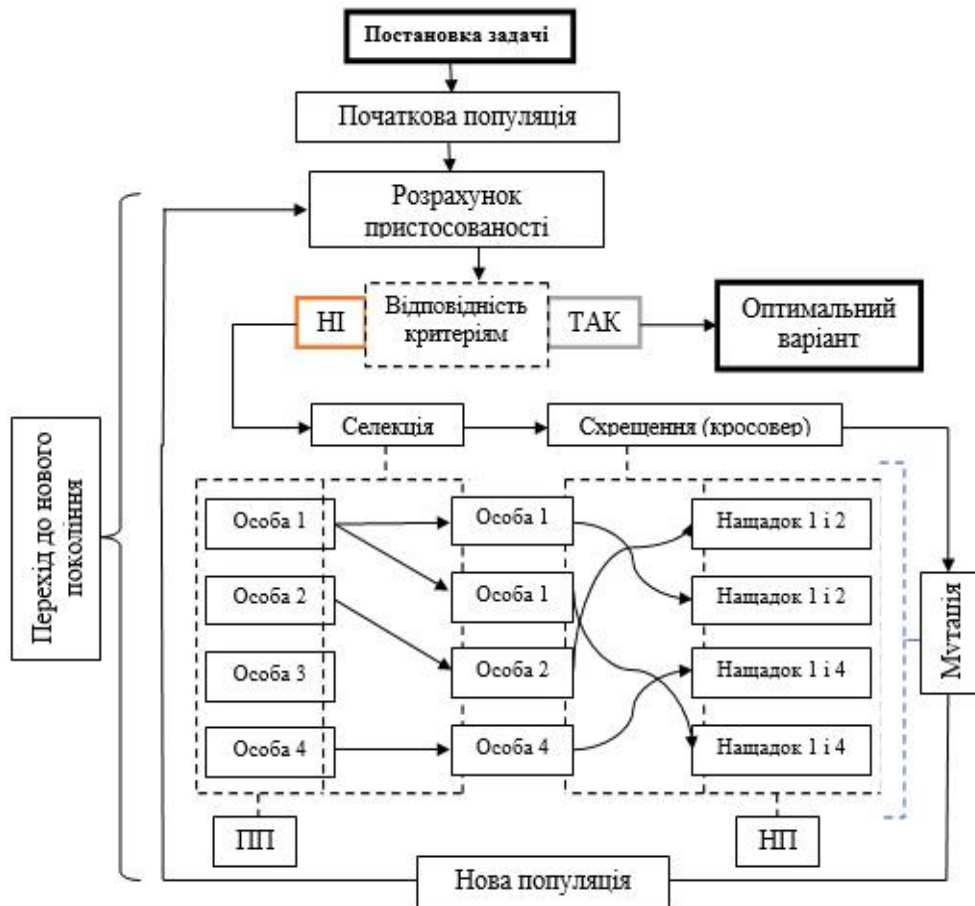 Постановка задачі
Початкова популяція
Розрахунок
пристосованості
НІ
Відповідність
критеріям
ТАК
Оптимальний
варіант
Селекція
Схрещення (кросовер)
Перехід до нового
покоління
Особа 1
Особа 1
Нащадок 1 і 2
Особа 2
Особа 1
Нащадок 1 і 2
Особа 3
Особа 2
Нащадок 1 і 4
Особа 4
Особа 4
Нащадок 1 і 4
Мутація
ПП
НП
Нова популяція